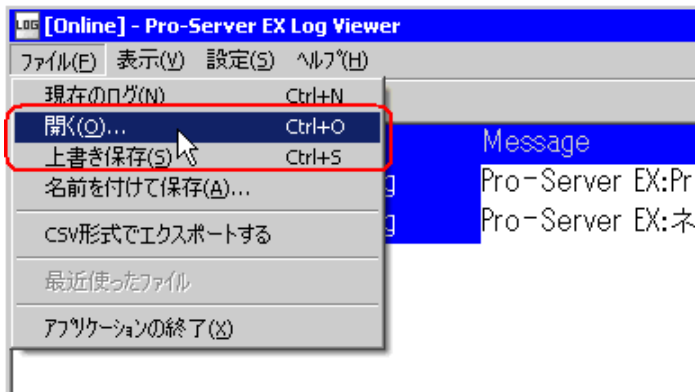 LOG [Online] - Pro-Server EX Log Viewer
ファイル(F) 表示(V) 設定(S) ヘルプ(H)
現在のログ(N) Ctrl+N
開く(O)... Ctrl+O
Message
上書き保存(S) Ctrl+S
名前を付けて保存(A)... g Pro-Server EX:Pr
g Pro-Server EX:ネ
CSV形式でエクスポートする
最近使ったファイル
アプリケーションの終了(X)